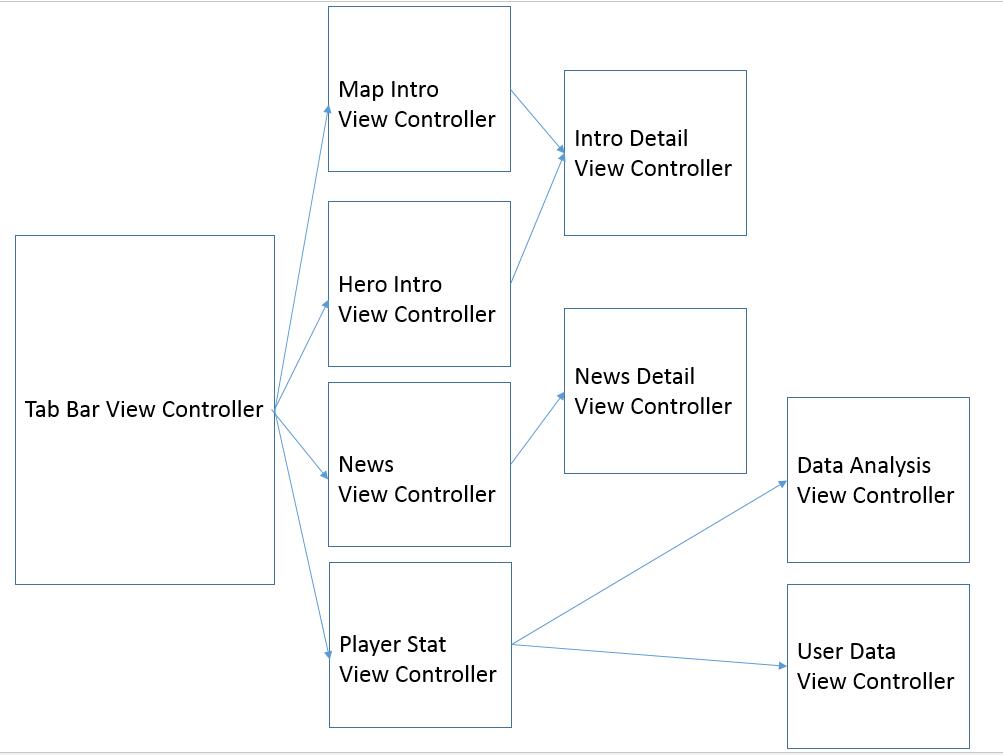 Map Intro
View Controller
Intro Detail
View Controller
Hero Intro
View Controller
News Detail
View Controller
Tab Bar View Controller
News
View Controller
Data Analysis
View Controller
Player Stat
View Controller
User Data
View Controller